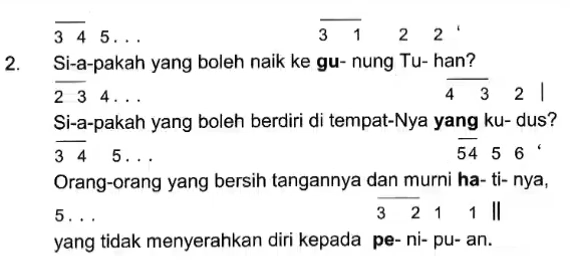 3 4 5 . . . 3 1 2 2 '
2. Si-a-pakah yang boleh naik ke gu- nung Tu- han?
2 3 4 . . . 4 3 2 |
Si-a-pakah yang boleh berdiri di tempat-Nya yang ku- dus?
3 4 5 . . . 54 5 6 '
Orang-orang yang bersih tangannya dan murni ha- ti- nya,
5 . . . 3 2 1 1 ||
yang tidak menyerahkan diri kepada pe- ni- pu- an.